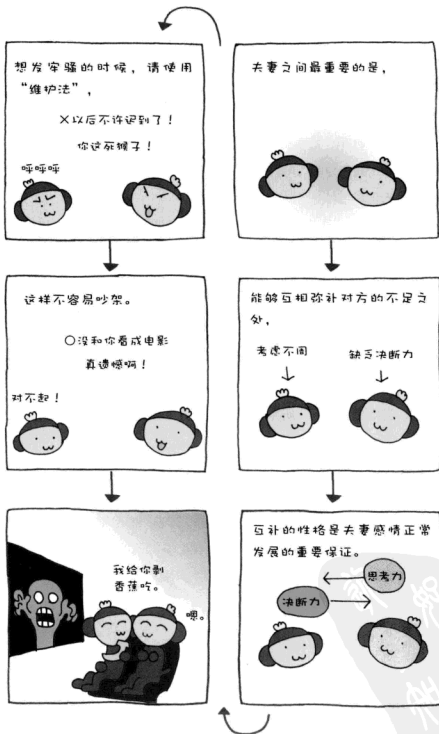 夫妻之间最重要的是，
能够互相弥补对方的不足之
处，
考虑不周
缺乏决断力
互补的性格是夫妻感情正常
发展的重要保证。
思考力
决断力
想发牢骚的时候，请使用
“维护法”，
×以后不许迟到了！
你这死猴子！
呼呼呼
这样不容易吵架。
○没和你看成电影
真遗憾啊！
对不起！
我给你剥
香蕉吃。
嗯。